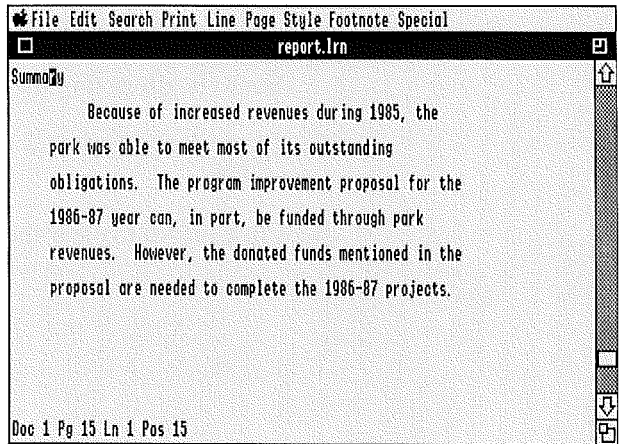 File Edit Search Print Line Page Style Footnote Special
report.lrn
Summary
Because of increased revenues during 1985, the
park was able to meet most of its outstanding
obligations. The program improvement proposal for the
1986-87 year can, in part, be funded through park
revenues. However, the donated funds mentioned in the
proposal are needed to complete the 1986-87 projects.
Doc 1 Pg 15 Ln 1 Pos 15